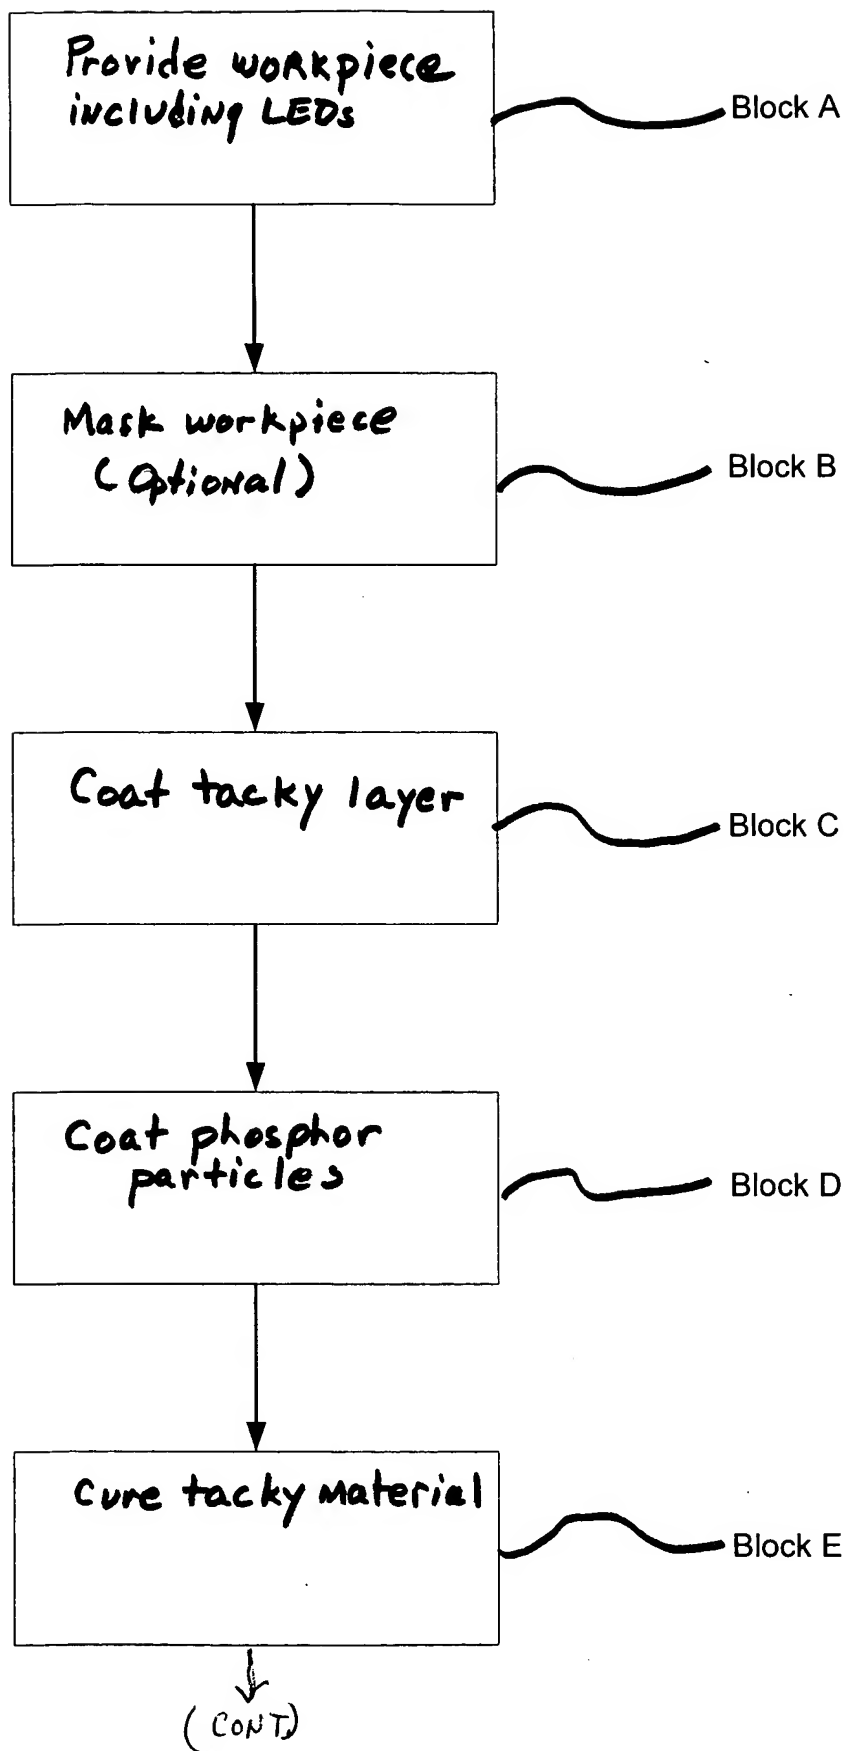 Provide workpiece
including LEDs
Block A
Mask workpiece
(Optional)
Block B
Coat tacky layer
Block C
Coat phosphor
particles
Block D
Cure tacky material
Block E
(CONT.)